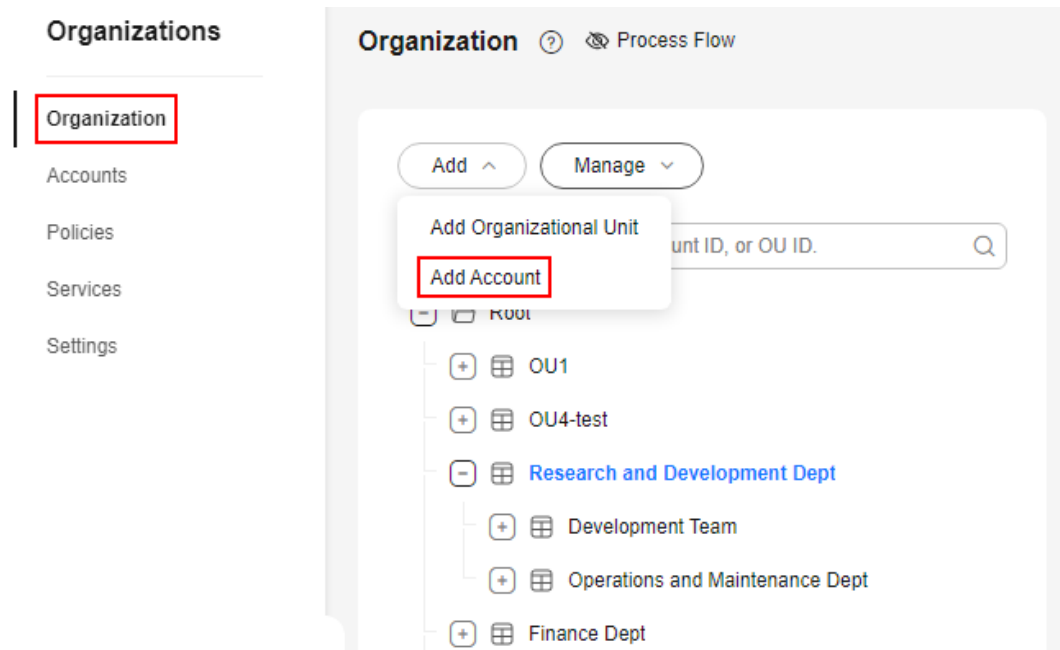 Organizations
Organization
Accounts
Policies
Services
Settings
Organization ? Process Flow
Add Manage
Add Organizational Unit
Add Account
unt ID, or OU ID.
Root
OU1
OU4-test
Research and Development Dept
Development Team
Operations and Maintenance Dept
Finance Dept